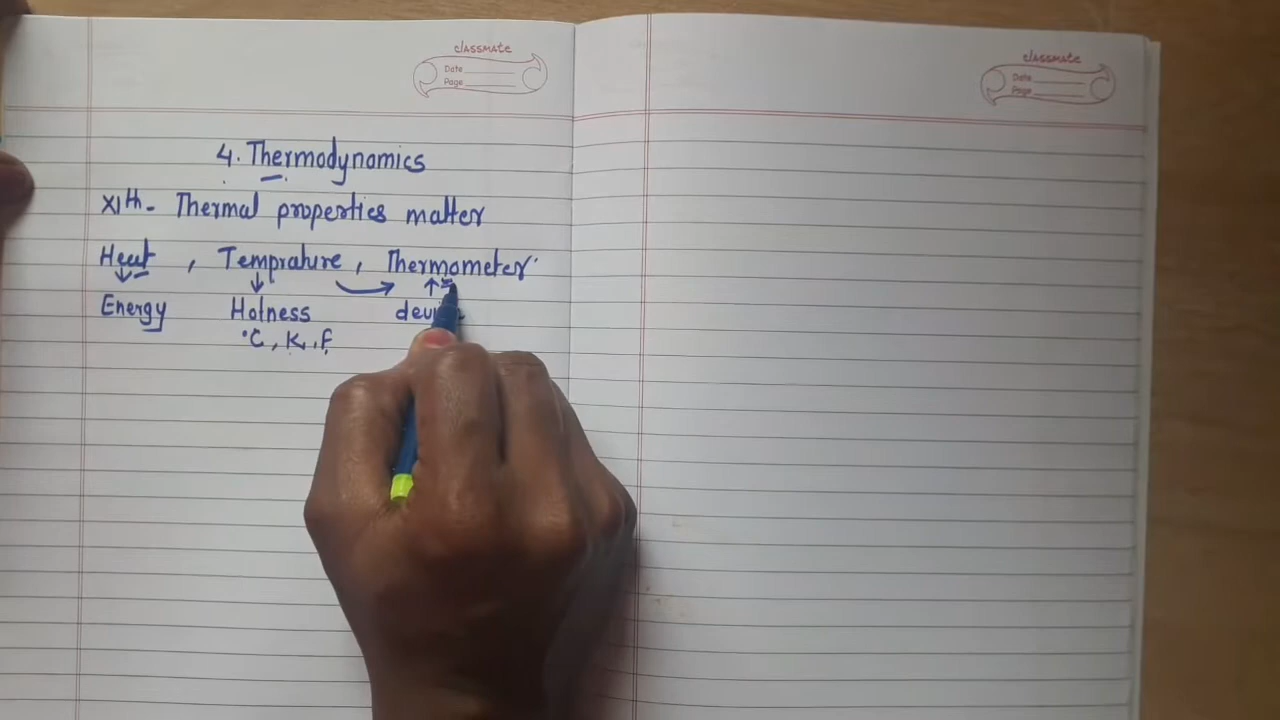 classmate
Date
Page
classmate
Date
Page
4. Thermodynamics
XIth - Thermal properties matter
Heat , Temprature , Thermometer
Energy Hotness
°C, K, F